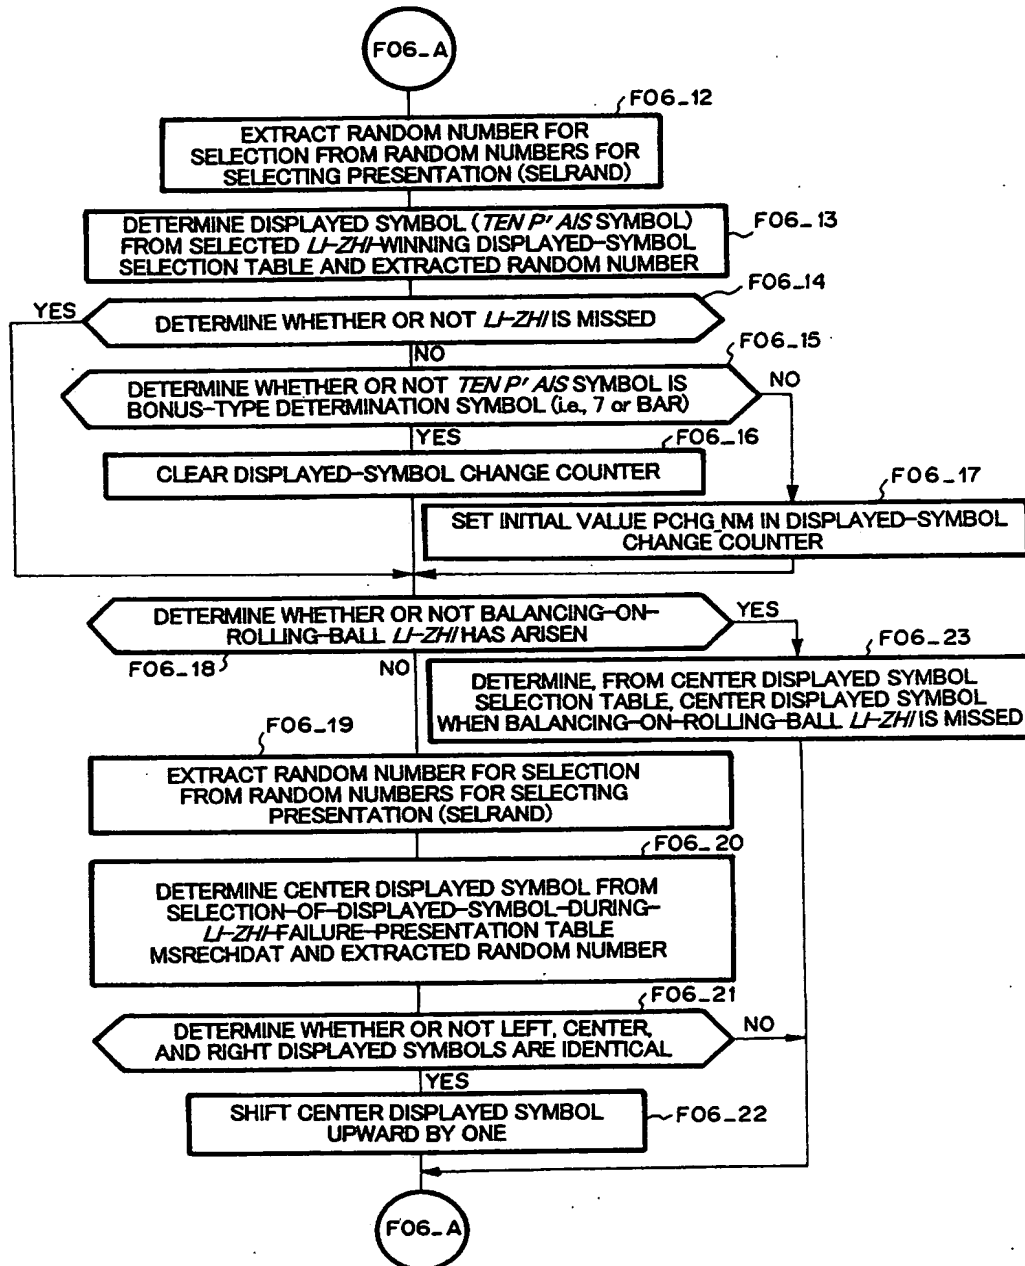 F06_A
F06_12
EXTRACT RANDOM NUMBER FOR
SELECTION FROM RANDOM NUMBERS FOR
SELECTING PRESENTATION (SELRAND)
DETERMINE DISPLAYED SYMBOL (TEN P' AIS SYMBOL)
FROM SELECTED LI-ZHI-WINNING DISPLAYED-SYMBOL
SELECTION TABLE AND EXTRACTED RANDOM NUMBER
F06_13
F06_14
YES
DETERMINE WHETHER OR NOT LI-ZHI IS MISSED
NO
F06_15
DETERMINE WHETHER OR NOT TEN P' AIS SYMBOL IS
BONUS-TYPE DETERMINATION SYMBOL (i.e., 7 or BAR)
NO
YES
F06_16
CLEAR DISPLAYED-SYMBOL CHANGE COUNTER
F06_17
SET INITIAL VALUE PCHG_NM IN DISPLAYED-SYMBOL
CHANGE COUNTER
DETERMINE WHETHER OR NOT BALANCING-ON-
ROLLING-BALL LI-ZHI HAS ARISEN
YES
F06_18
NO
F06_23
DETERMINE, FROM CENTER DISPLAYED SYMBOL
SELECTION TABLE, CENTER DISPLAYED SYMBOL
WHEN BALANCING-ON-ROLLING-BALL LI-ZHI IS MISSED
F06_19
EXTRACT RANDOM NUMBER FOR SELECTION
FROM RANDOM NUMBERS FOR SELECTING
PRESENTATION (SELRAND)
F06_20
DETERMINE CENTER DISPLAYED SYMBOL FROM
SELECTION-OF-DISPLAYED-SYMBOL-DURING-
LI-ZHI-FAILURE-PRESENTATION TABLE
MSRECHDAT AND EXTRACTED RANDOM NUMBER
F06_21
DETERMINE WHETHER OR NOT LEFT, CENTER,
AND RIGHT DISPLAYED SYMBOLS ARE IDENTICAL
NO
YES
SHIFT CENTER DISPLAYED SYMBOL
UPWARD BY ONE
F06_22
F06_A